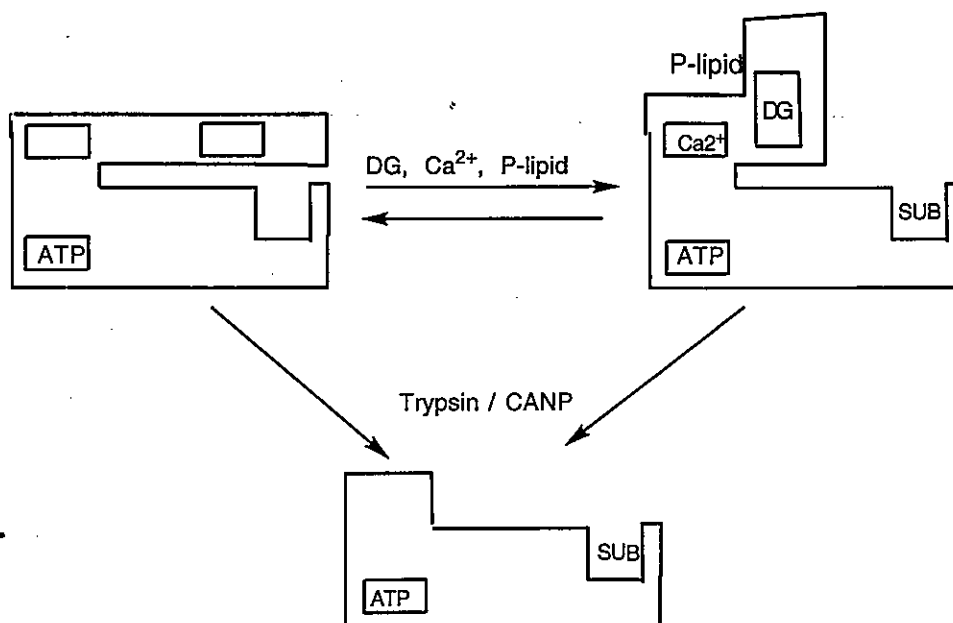 P-lipid
DG
Ca2+
DG, Ca²⁺, P-lipid
SUB
ATP
ATP
Trypsin / CANP
SUB
ATP